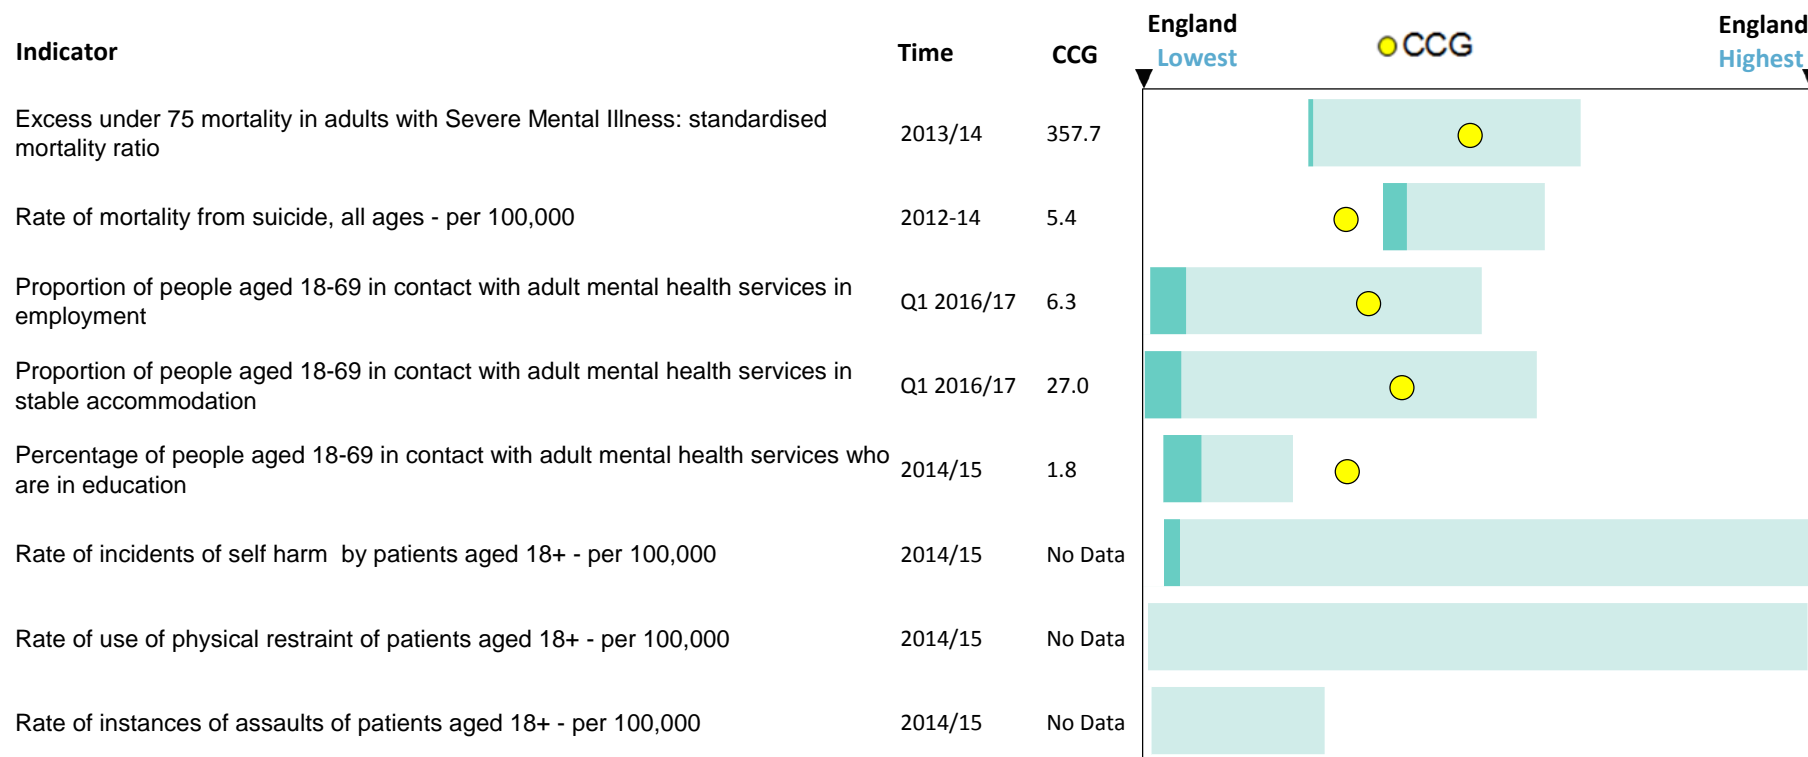 England
England
Indicator
Time
CCG
Lowest
CCG
Highest
Excess under 75 mortality in adults with Severe Mental Illness: standardised
mortality ratio
2013/14
357.7
Rate of mortality from suicide, all ages - per 100,000
2012-14
5.4
Proportion of people aged 18-69 in contact with adult mental health services in
employment
Q1 2016/17
6.3
Proportion of people aged 18-69 in contact with adult mental health services in
stable accommodation
Q1 2016/17
27.0
Percentage of people aged 18-69 in contact with adult mental health services who
are in education
2014/15
1.8
Rate of incidents of self harm  by patients aged 18+ - per 100,000
2014/15
No Data
Rate of use of physical restraint of patients aged 18+ - per 100,000
2014/15
No Data
Rate of instances of assaults of patients aged 18+ - per 100,000
2014/15
No Data